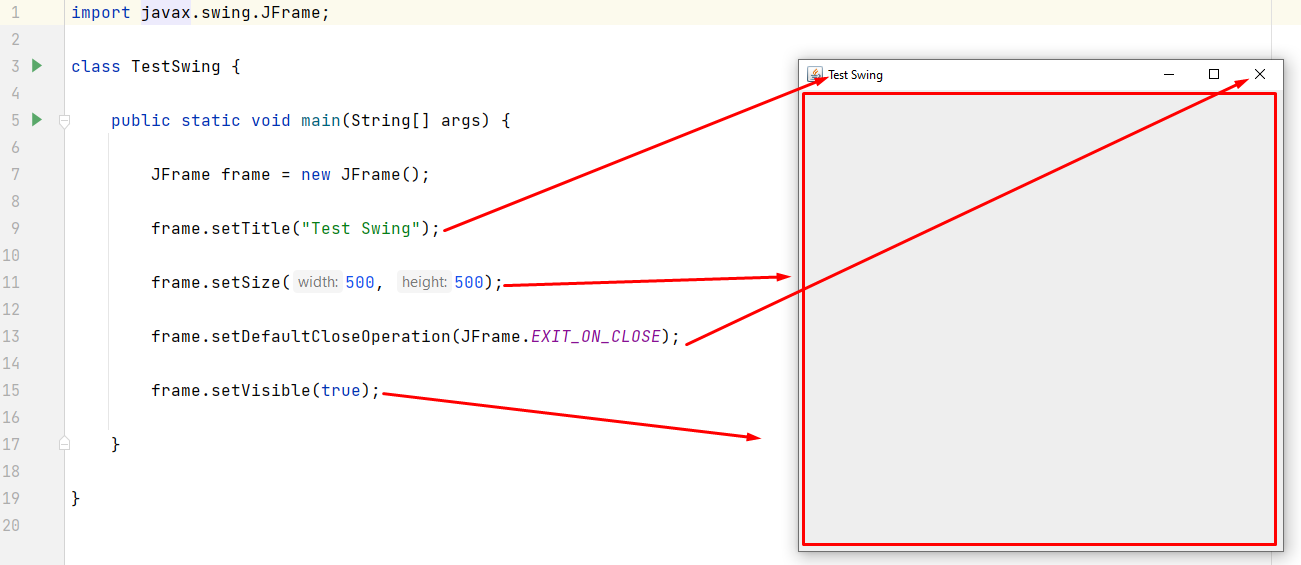 1 import javax.swing.JFrame;
2
3 class TestSwing {
4
5 public static void main(String[] args) {
6
7 JFrame frame = new JFrame();
8
9 frame.setTitle("Test Swing");
10
11 frame.setSize( width: 500, height: 500);
12
13 frame.setDefaultCloseOperation(JFrame.EXIT_ON_CLOSE);
14
15 frame.setVisible(true);
16
17 }
18
19 }
20
Test Swing